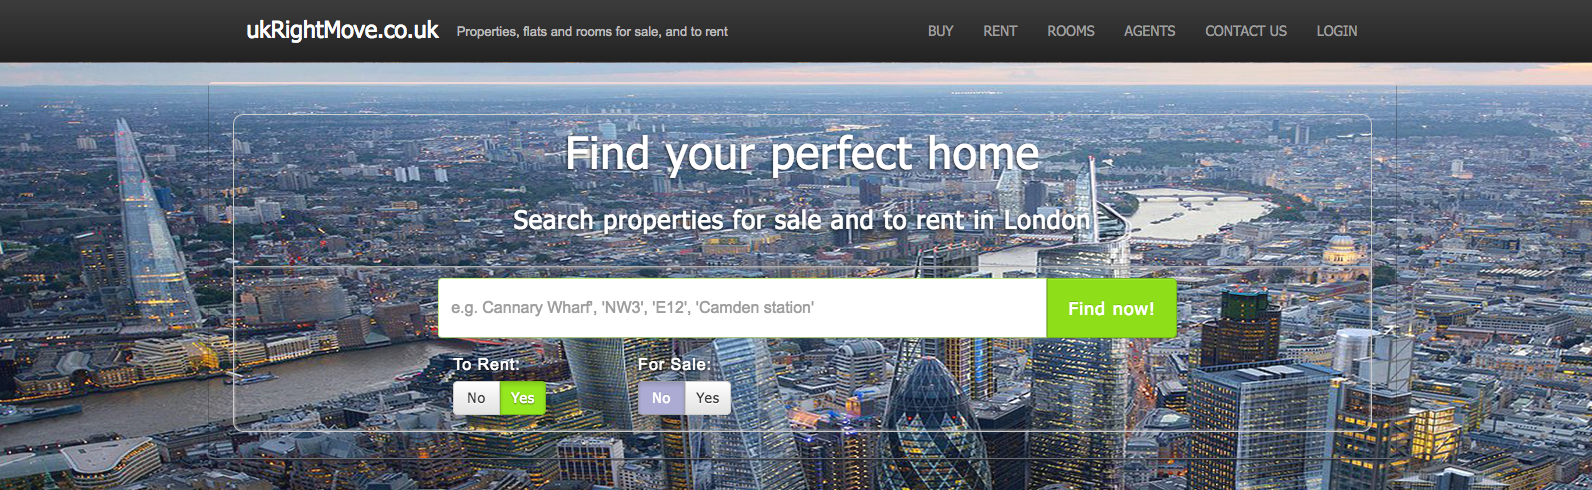 ukRightMove.co.uk Properties, flats and rooms for sale, and to rent BUY RENT ROOMS AGENTS CONTACT US LOGIN
Find your perfect home
Search properties for sale and to rent in London
e.g. Cannary Wharf', 'NW3', 'E12', 'Camden station' Find now!
To Rent: For Sale:
No Yes No Yes